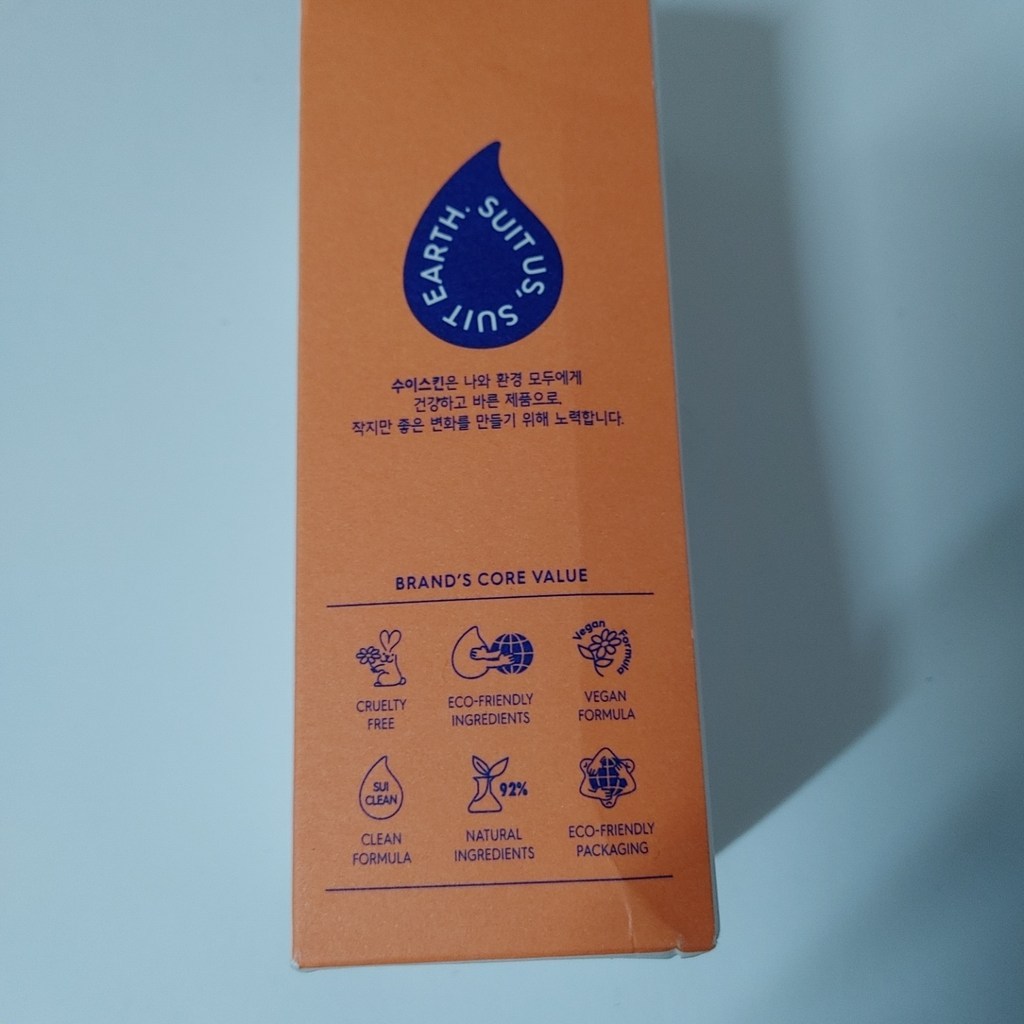 SUIT US, SUIT EARTH.
수이스킨은 나와 환경 모두에게
건강하고 바른 제품으로,
작지만 좋은 변화를 만들기 위해 노력합니다.
BRAND'S CORE VALUE
Vegan Formula
CRUELTY
FREE
ECO-FRIENDLY
INGREDIENTS
VEGAN
FORMULA
SUI
CLEAN
92%
CLEAN
FORMULA
NATURAL
INGREDIENTS
ECO-FRIENDLY
PACKAGING